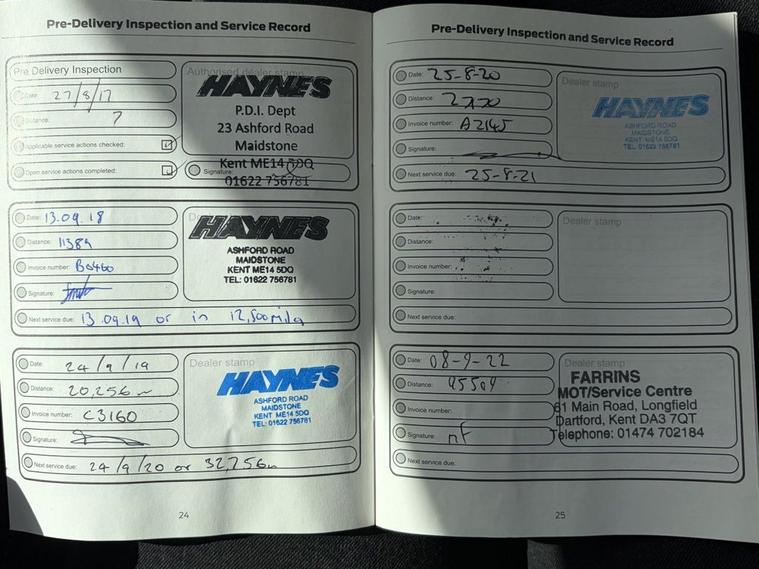 Pre-Delivery Inspection and Service Record
Pre Delivery Inspection
Date: 27/8/17
Distance: 7
Applicable service actions checked:
Open service actions completed:
Authorised dealer stamp
HAYNES
P.D.I. Dept
23 Ashford Road
Maidstone
Kent ME14 5DQ
01622 756781
Signature:
Date: 13.09.18
Distance: 11389
Invoice number: B0460
Signature:
Next service due: 13.09.19 or in 12,500 mile
HAYNES
ASHFORD ROAD
MAIDSTONE
KENT ME14 5DQ
TEL: 01622 756781
Date: 24/9/19
Distance: 20,256m
Invoice number: C3160
Signature:
Next service due: 24/9/20 or 32,756m
Dealer stamp
HAYNES
ASHFORD ROAD
MAIDSTONE
KENT ME14 5DQ
TEL: 01622 756781
24
Pre-Delivery Inspection and Service Record
Date: 25-8-20
Distance:
Invoice number: A2145
Signature:
Next service due: 25-8-21
Dealer stamp
HAYNES
ASHFORD ROAD
MAIDSTONE,
KENT ME14 5DQ
TEL: 01622 756781
Date:
Distance:
Invoice number:
Signature:
Next service due:
Dealer stamp
Date: 08-9-22
Distance: 45504
Invoice number:
Signature: nF
Next service due:
Dealer stamp
FARRINS
MOT/Service Centre
61 Main Road, Longfield
Dartford, Kent DA3 7QT
Telephone: 01474 702184
25